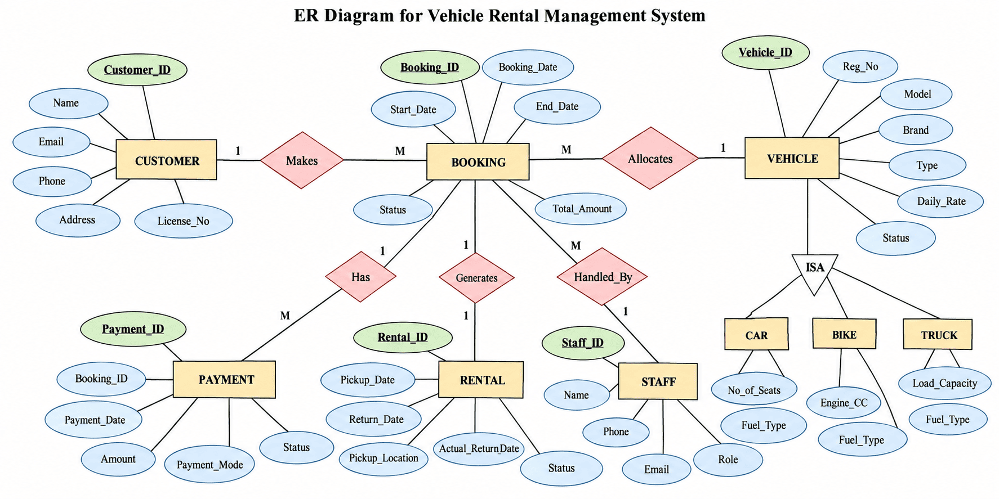 ER Diagram for Vehicle Rental Management System
Customer_ID
Name
Email
Phone
Address
License_No
CUSTOMER
1
Makes
M
Booking_ID
Booking_Date
Start_Date
End_Date
BOOKING
Status
Total_Amount
M
Allocates
1
Vehicle_ID
Reg_No
Model
Brand
Type
Daily_Rate
Status
VEHICLE
1
Has
M
1
Generates
1
M
Handled_By
1
ISA
Payment_ID
Booking_ID
Payment_Date
Amount
Payment_Mode
Status
PAYMENT
Rental_ID
Pickup_Date
Return_Date
Pickup_Location
Actual_ReturnDate
Status
RENTAL
Staff_ID
Name
Phone
Email
Role
STAFF
CAR
No_of_Seats
Fuel_Type
BIKE
Engine_CC
Fuel_Type
TRUCK
Load_Capacity
Fuel_Type